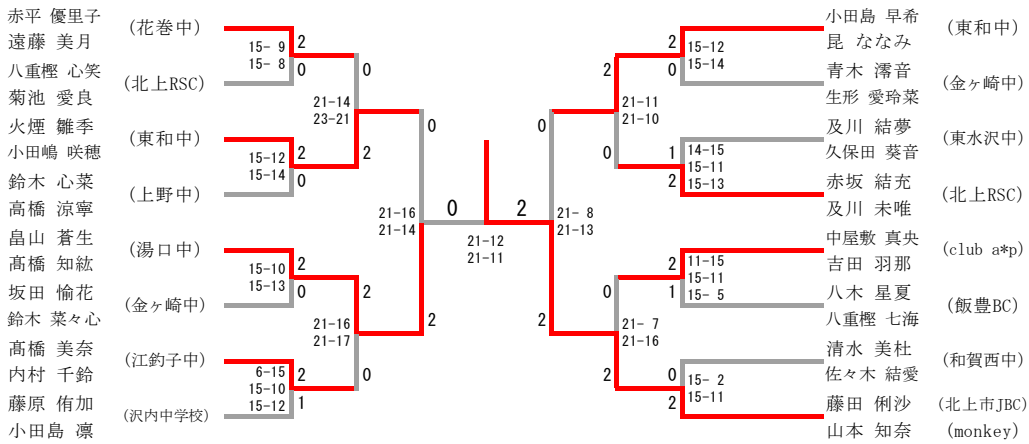 赤平 優里子
遠藤 美月
(花巻中)
八重樫 心笑
菊池 愛良
(北上RSC)
15- 9
15- 8
2
0
火煙 雛季
小田嶋 咲穂
(東和中)
鈴木 心菜
高橋 涼寧
(上野中)
15-12
15-14
2
0
0
21-14
23-21
2
畠山 蒼生
髙橋 知紘
(湯口中)
坂田 愉花
鈴木 菜々心
(金ヶ崎中)
15-10
15-13
2
0
髙橋 美奈
内村 千鈴
(江釣子中)
藤原 侑加
小田島 凛
(沢内中学校)
6-15
15-10
15-12
2
1
2
21-16
21-17
0
0
21-16
21-14
2
0
2
21-12
21-11
小田島 早希
昆 ななみ
(東和中)
青木 澪音
生形 愛玲菜
(金ヶ崎中)
2
0
15-12
15-14
及川 結夢
久保田 葵音
(東水沢中)
赤坂 結充
及川 未唯
(北上RSC)
1
2
14-15
15-11
15-13
2
21-11
21-10
0
中屋敷 真央
吉田 羽那
(club a*p)
八木 星夏
八重樫 七海
(飯豊BC)
2
1
11-15
15-11
15- 5
清水 美杜
佐々木 結愛
(和賀西中)
藤田 俐沙
(北上市JBC)
山本 知奈
(monkey)
0
2
15- 2
15-11
0
21- 7
21-16
2
0
21- 8
21-13
2